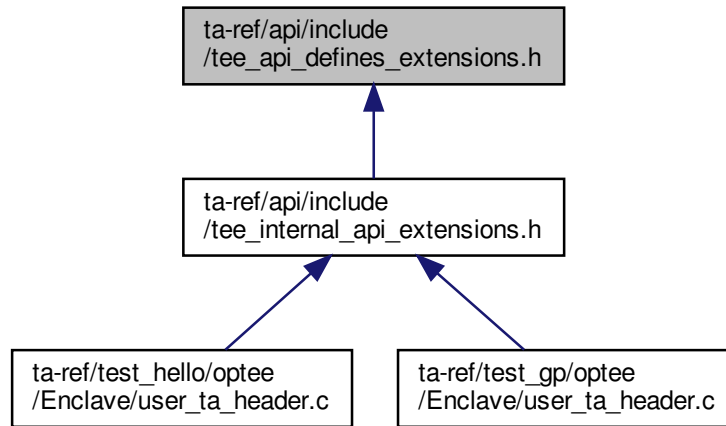 ta-ref/api/include
/tee_api_defines_extensions.h
ta-ref/api/include
/tee_internal_api_extensions.h
ta-ref/test_hello/optee
/Enclave/user_ta_header.c
ta-ref/test_gp/optee
/Enclave/user_ta_header.c